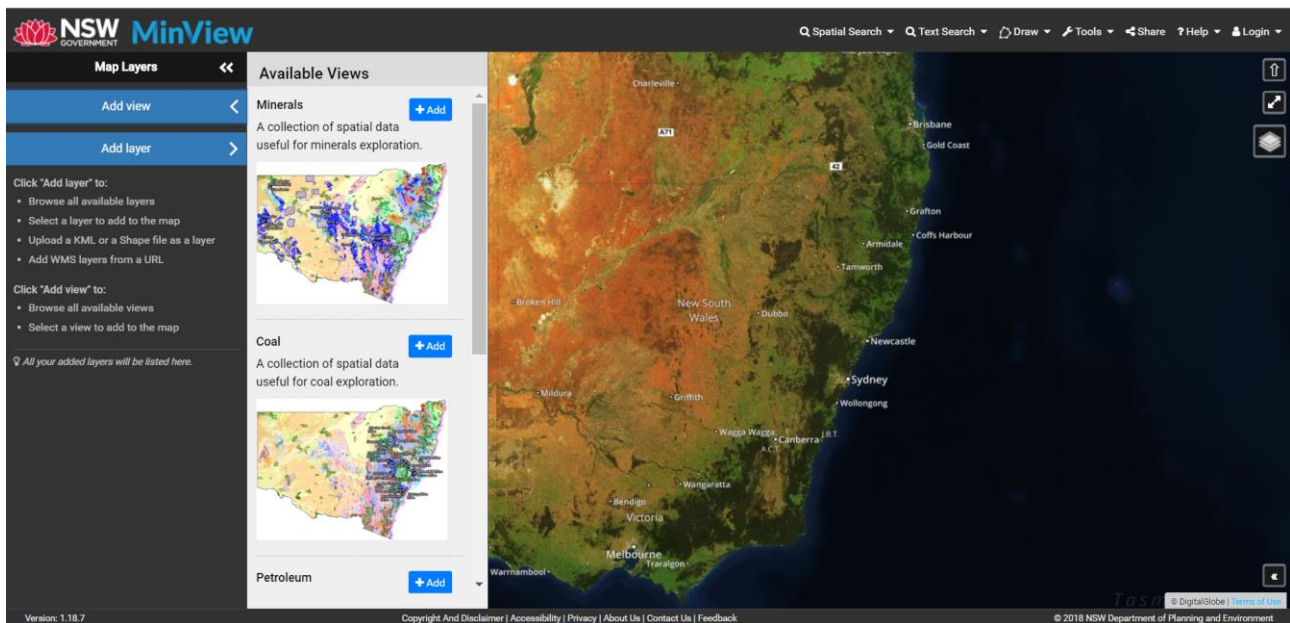 NSW
GOVERNMENT
MinView
Spatial Search
Text Search
Draw
Tools
Share
? Help
Login
Map Layers
Add view
Add layer
Click "Add layer" to:
• Browse all available layers
• Select a layer to add to the map
• Upload a KML or a Shape file as a layer
• Add WMS layers from a URL
Click "Add view" to:
• Browse all available views
• Select a view to add to the map
All your added layers will be listed here.
Available Views
Minerals
+ Add
A collection of spatial data
useful for minerals exploration.
Coal
+ Add
A collection of spatial data
useful for coal exploration.
Petroleum
+ Add
Charleville
A71
Brisbane
Gold Coast
42
Grafton
Coffs Harbour
Armidale
Tamworth
Broken Hill
New South
Wales
Dubbo
Newcastle
Sydney
Mildura
Griffith
Wollongong
Wagga Wagga
J.B.T.
Canberra
A.C.T.
Wangaratta
Bendigo
Victoria
Melbourne
Traralgon
Warrnambool
Tasm
© DigitalGlobe | Terms of Use
Version: 1.18.7
Copyright And Disclaimer | Accessibility | Privacy | About Us | Contact Us | Feedback
© 2018 NSW Department of Planning and Environment